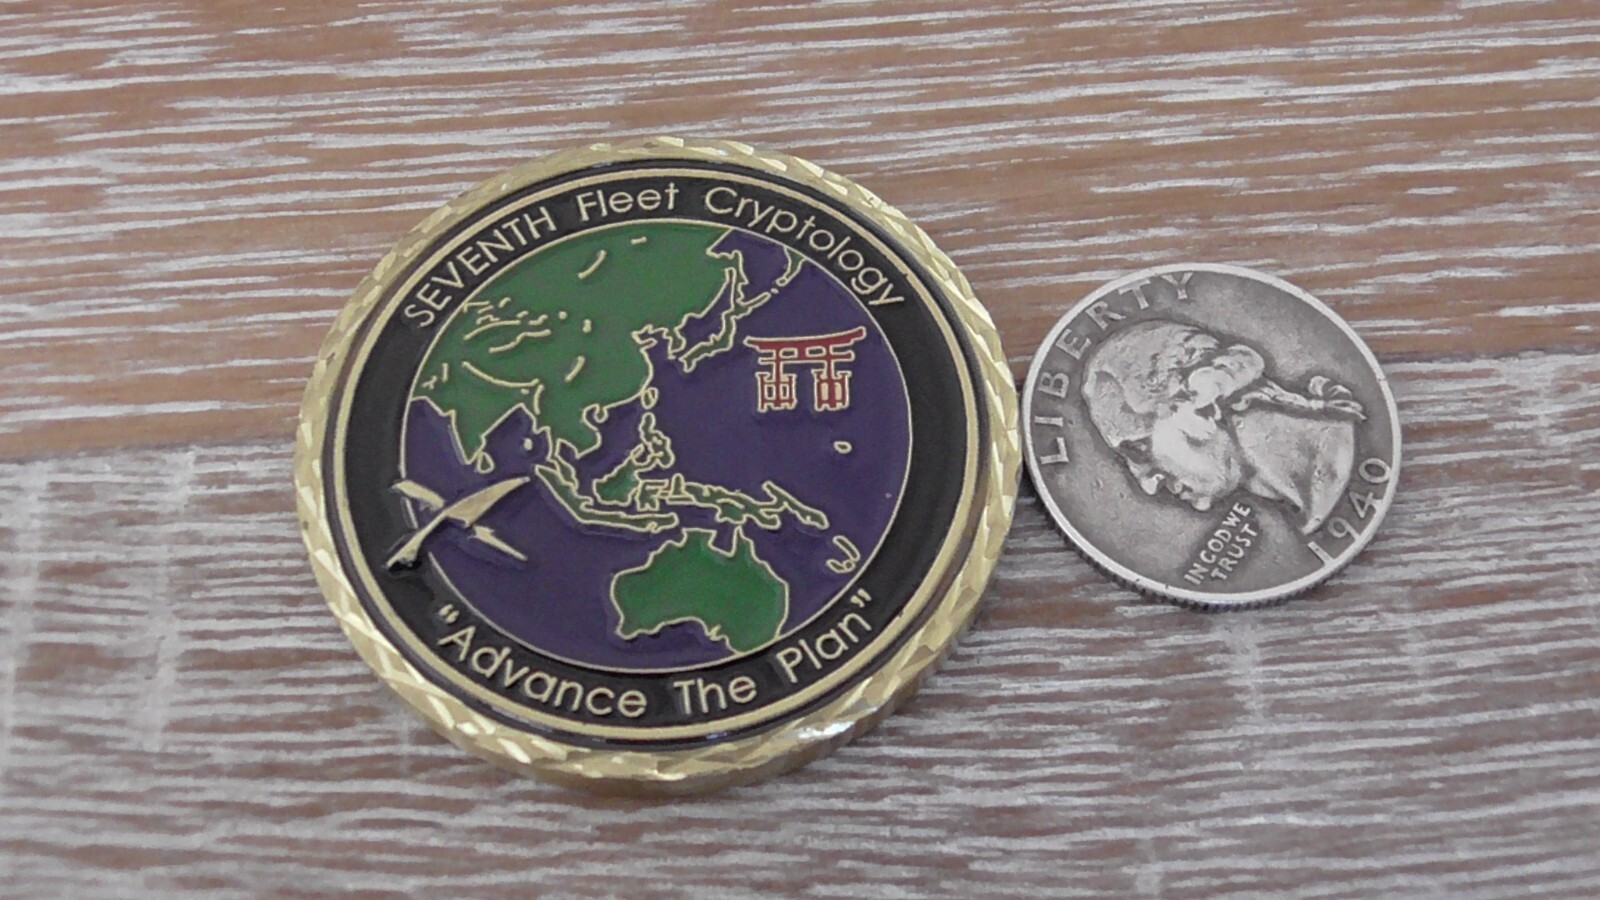 SEVENTH Fleet Cryptology
"Advance The Plan"
LIBERTY
IN GOD WE
TRUST
1940